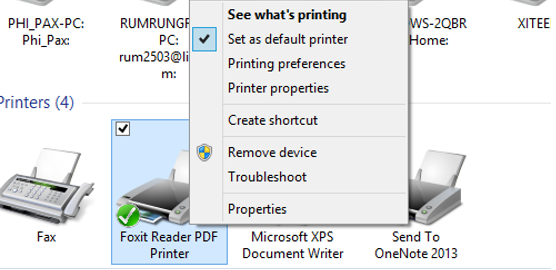 PHI_PAX-PC:
Phi_Pax:
RUMRUNGR
PC:
rum2503@li
m:
WS-2QBR
Home:
XITEE
See what's printing
Set as default printer
Printing preferences
Printer properties
Create shortcut
Remove device
Troubleshoot
Properties
Printers (4)
Fax
Foxit Reader PDF
Printer
Microsoft XPS
Document Writer
Send To
OneNote 2013